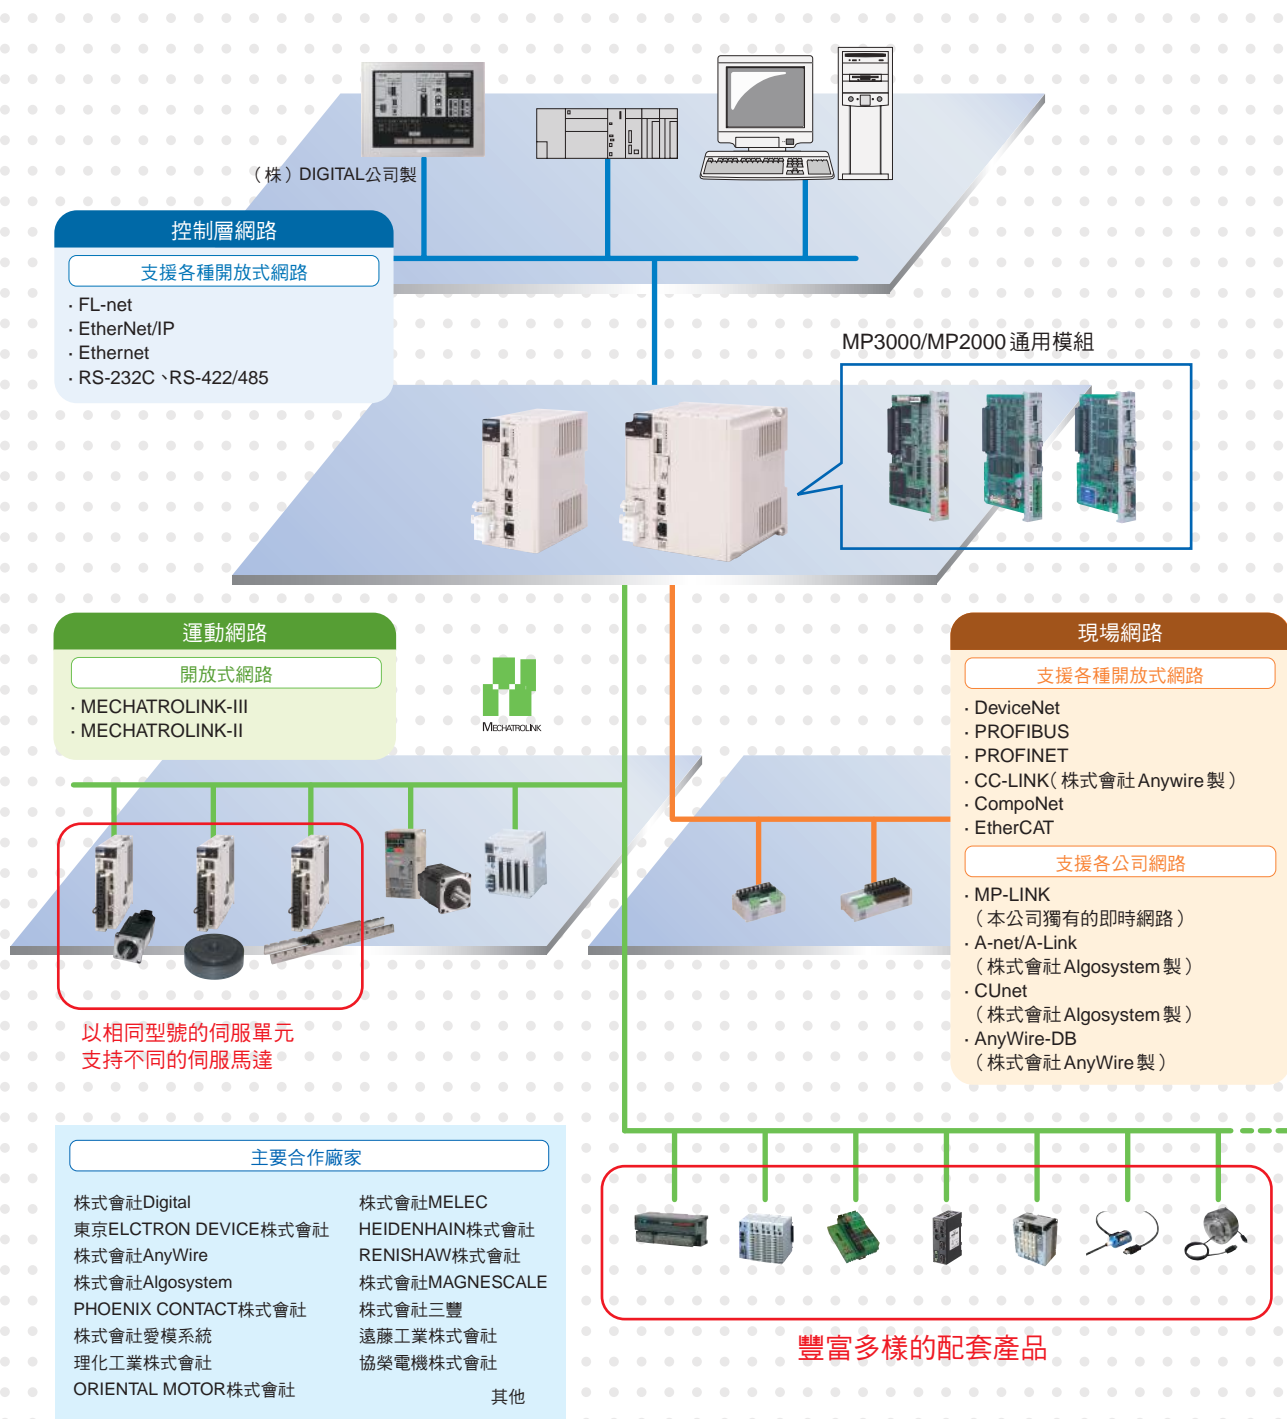 （株）DIGITAL公司製
控制層網路
支援各種開放式網路
· FL-net
· EtherNet/IP
· Ethernet
· RS-232C、RS-422/485
MP3000/MP2000通用模組
運動網路
開放式網路
· MECHATROLINK-III
· MECHATROLINK-II
MECHATROLINK
現場網路
支援各種開放式網路
· DeviceNet
· PROFIBUS
· PROFINET
· CC-LINK（株式會社Anywire製）
· CompoNet
· EtherCAT
支援各公司網路
· MP-LINK
（本公司獨有的即時網路）
· A-net/A-Link
（株式會社Algosystem製）
· CUnet
（株式會社Algosystem製）
· AnyWire-DB
（株式會社AnyWire製）
以相同型號的伺服單元
支持不同的伺服馬達
主要合作廠家
株式會社Digital
東京ELCTRON DEVICE株式會社
株式會社AnyWire
株式會社Algosystem
PHOENIX CONTACT株式會社
株式會社愛模系統
理化工業株式會社
ORIENTAL MOTOR株式會社
株式會社MELEC
HEIDENHAIN株式會社
RENISHAW株式會社
株式會社MAGNESCALE
株式會社三豐
遠藤工業株式會社
協榮電機株式會社
其他
豐富多樣的配套產品